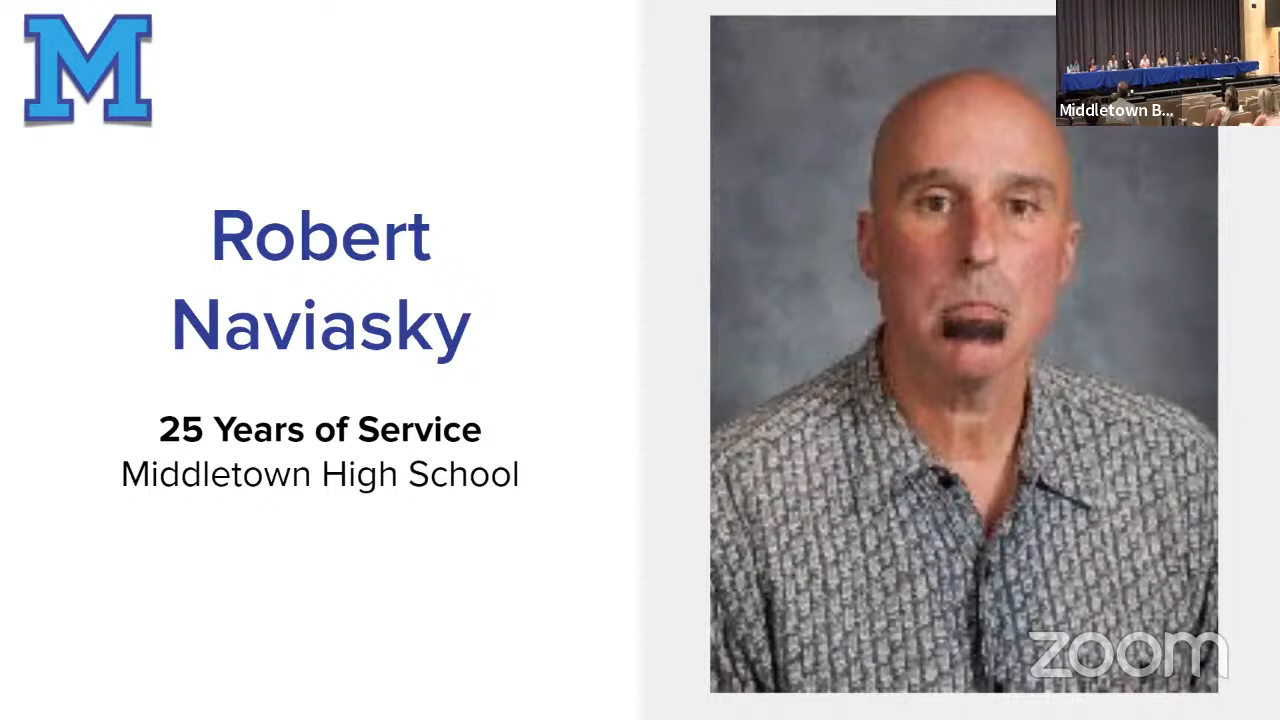 M
Robert
Naviasky
25 Years of Service
Middletown High School
Middletown B...
zoom